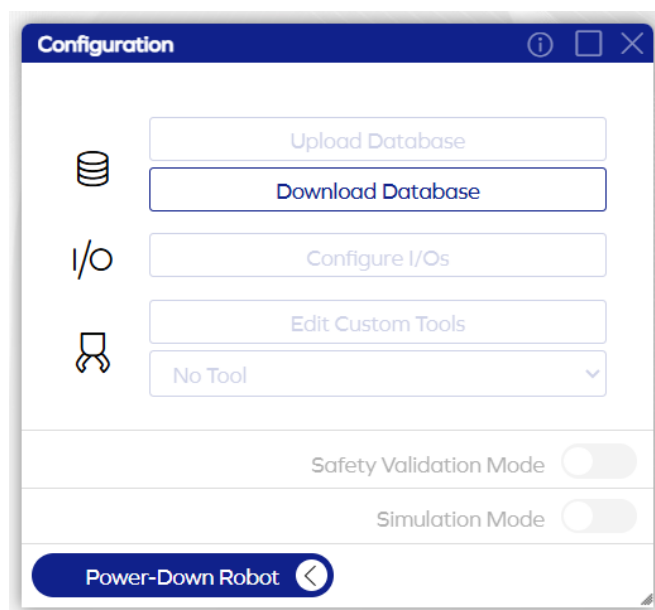 Configuration
Upload Database
Download Database
I/O
Configure I/Os
Edit Custom Tools
No Tool
Safety Validation Mode
Simulation Mode
Power-Down Robot